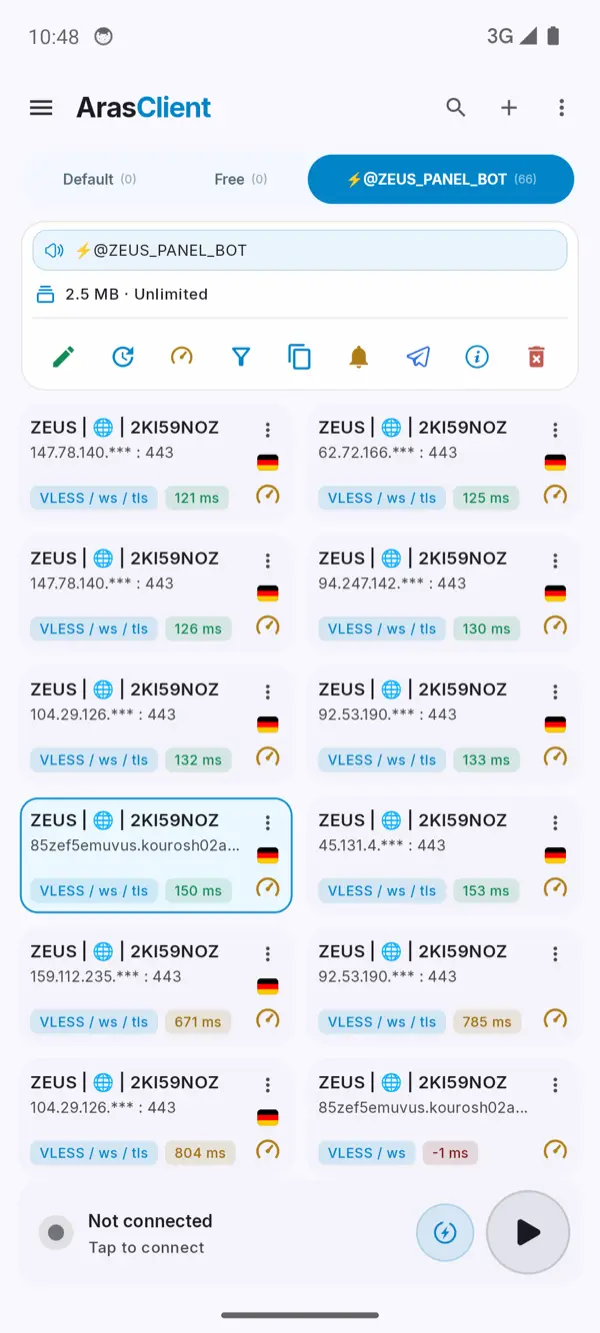 10:48
3G
ArasClient
Default (0) Free (0) ⚡@ZEUS_PANEL_BOT (66)
⚡@ZEUS_PANEL_BOT
2.5 MB · Unlimited
ZEUS | 🌐 | 2KI59NOZ
147.78.140.*** : 443
VLESS / ws / tls 121 ms
ZEUS | 🌐 | 2KI59NOZ
62.72.166.*** : 443
VLESS / ws / tls 125 ms
ZEUS | 🌐 | 2KI59NOZ
147.78.140.*** : 443
VLESS / ws / tls 126 ms
ZEUS | 🌐 | 2KI59NOZ
94.247.142.*** : 443
VLESS / ws / tls 130 ms
ZEUS | 🌐 | 2KI59NOZ
104.29.126.*** : 443
VLESS / ws / tls 132 ms
ZEUS | 🌐 | 2KI59NOZ
92.53.190.*** : 443
VLESS / ws / tls 133 ms
ZEUS | 🌐 | 2KI59NOZ
85zef5emuvus.kourosh02a...
VLESS / ws / tls 150 ms
ZEUS | 🌐 | 2KI59NOZ
45.131.4.*** : 443
VLESS / ws / tls 153 ms
ZEUS | 🌐 | 2KI59NOZ
159.112.235.*** : 443
VLESS / ws / tls 671 ms
ZEUS | 🌐 | 2KI59NOZ
92.53.190.*** : 443
VLESS / ws / tls 785 ms
ZEUS | 🌐 | 2KI59NOZ
104.29.126.*** : 443
VLESS / ws / tls 804 ms
ZEUS | 🌐 | 2KI59NOZ
85zef5emuvus.kourosh02a...
VLESS / ws -1 ms
Not connected
Tap to connect